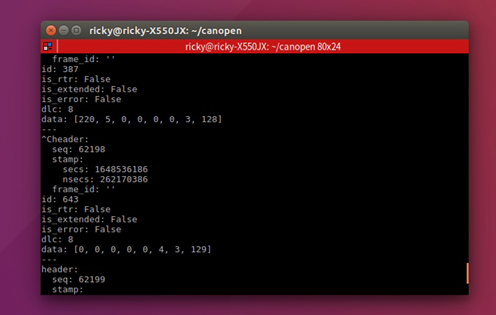 ricky@ricky-X550JX: ~/canopen
ricky@ricky-X550JX: ~/canopen 80x24
  frame_id: ''
id: 387
is_rtr: False
is_extended: False
is_error: False
dlc: 8
data: [220, 5, 0, 0, 0, 0, 3, 128]
---
^Cheader:
  seq: 62198
  stamp:
    secs: 1648536186
    nsecs: 262170386
  frame_id: ''
id: 643
is_rtr: False
is_extended: False
is_error: False
dlc: 8
data: [0, 0, 0, 0, 0, 4, 3, 129]
---
header:
  seq: 62199
  stamp: